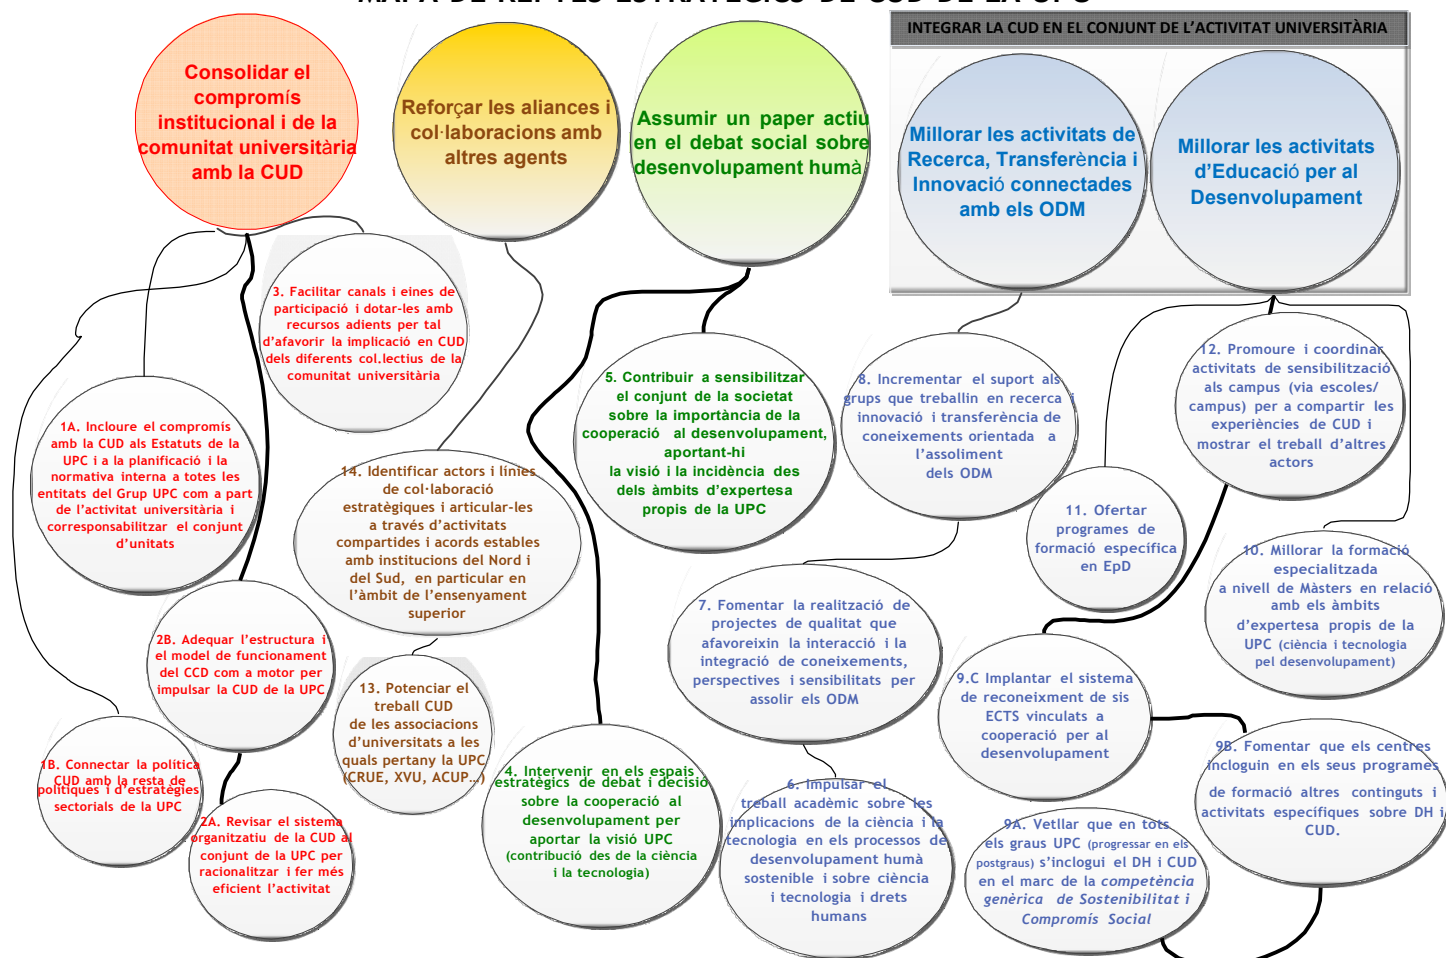 MAPA DE REPTES ESTRATÈGICS DE CUD DE LA UPC
INTEGRAR LA CUD EN EL CONJUNT DE L’ACTIVITAT UNIVERSITÀRIA
Consolidar el
compromís
institucional i de la
comunitat universitària
amb la CUD
Reforçar les aliances i
col·laboracions amb
altres agents
Assumir un paper actiu
en el debat social sobre
desenvolupament humà
Millorar les activitats de
Recerca, Transferència i
Innovació connectades
amb els ODM
Millorar les activitats
d’Educació per al
Desenvolupament
3. Facilitar canals i eines de
participació i dotar-les amb
recursos adients per tal
d’afavorir la implicació en CUD
dels diferents col.lectius de la
comunitat universitària
1A. Incloure el compromís
amb la CUD als Estatuts de la
UPC i a la planificació i la
normativa interna a totes les
entitats del Grup UPC com a part
de l’activitat universitària i
corresponsabilitzar el conjunt
d’unitats
2B. Adequar l’estructura i
el model de funcionament
del CCD com a motor per
impulsar la CUD de la UPC
1B. Connectar la política
CUD amb la resta de
polítiques i d’estratègies
sectorials de la UPC
2A. Revisar el sistema
organitzatiu de la CUD al
conjunt de la UPC per
racionalitzar i fer més
eficient l’activitat
14. Identificar actors i línies
de col·laboració
estratègiques i articular-les
a través d’activitats
compartides i acords estables
amb institucions del Nord i
del Sud, en particular en
l’àmbit de l’ensenyament
superior
13. Potenciar el
treball CUD
de les associacions
d’universitats a les
quals pertany la UPC
(CRUE, XVU, ACUP…)
5. Contribuir a sensibilitzar
el conjunt de la societat
sobre la importància de la
cooperació al desenvolupament,
aportant-hi
la visió i la incidència des
dels àmbits d’expertesa
propis de la UPC
4. Intervenir en els espais
estratègics de debat i decisió
sobre la cooperació al
desenvolupament per
aportar la visió UPC
(contribució des de la ciència
i la tecnologia)
8. Incrementar el suport als
grups que treballin en recerca i
innovació i transferència de
coneixements orientada a
l’assoliment
dels ODM
7. Fomentar la realització de
projectes de qualitat que
afavoreixin la interacció i la
integració de coneixements,
perspectives i sensibilitats per
assolir els ODM
6. Impulsar el
treball acadèmic sobre les
implicacions de la ciència i la
tecnologia en els processos de
desenvolupament humà
sostenible i sobre ciència
i tecnologia i drets
humans
12. Promoure i coordinar
activitats de sensibilització
als campus (via escoles/
campus) per a compartir les
experiències de CUD i
mostrar el treball d’altres
actors
11. Ofertar
programes de
formació específica
en EpD
10. Millorar la formació
especialitzada
a nivell de Màsters en relació
amb els àmbits
d’expertesa propis de la
UPC (ciència i tecnologia
pel desenvolupament)
9.C Implantar el sistema
de reconeixment de sis
ECTS vinculats a
cooperació per al
desenvolupament
9B. Fomentar que els centres
incloguin en els seus programes
de formació altres continguts i
activitats específiques sobre DH i
CUD.
9A. Vetllar que en tots
els graus UPC (progressar en els
postgraus) s’inclogui el DH i CUD
en el marc de la competència
genèrica de Sostenibilitat i
Compromís Social